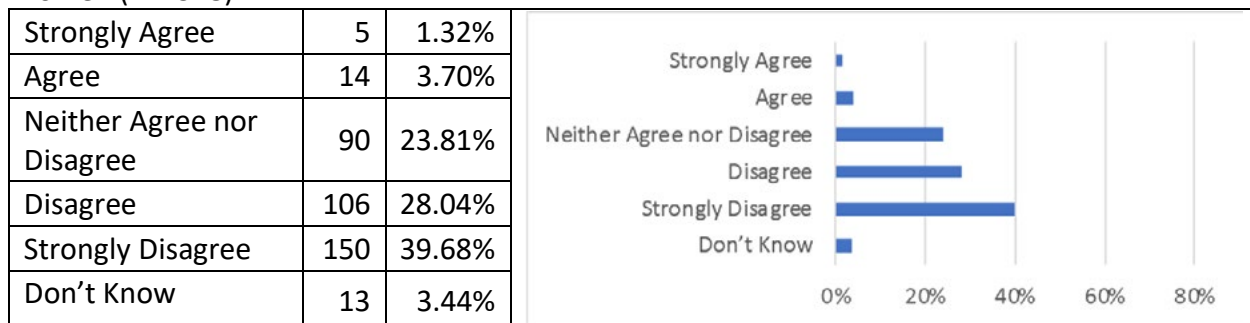 Strongly Agree 5 1.32%
Agree 14 3.70%
Neither Agree nor
Disagree 90 23.81%
Disagree 106 28.04%
Strongly Disagree 150 39.68%
Don't Know 13 3.44%
Strongly Agree
Agree
Neither Agree nor Disagree
Disagree
Strongly Disagree
Don't Know
0% 20% 40% 60% 80%